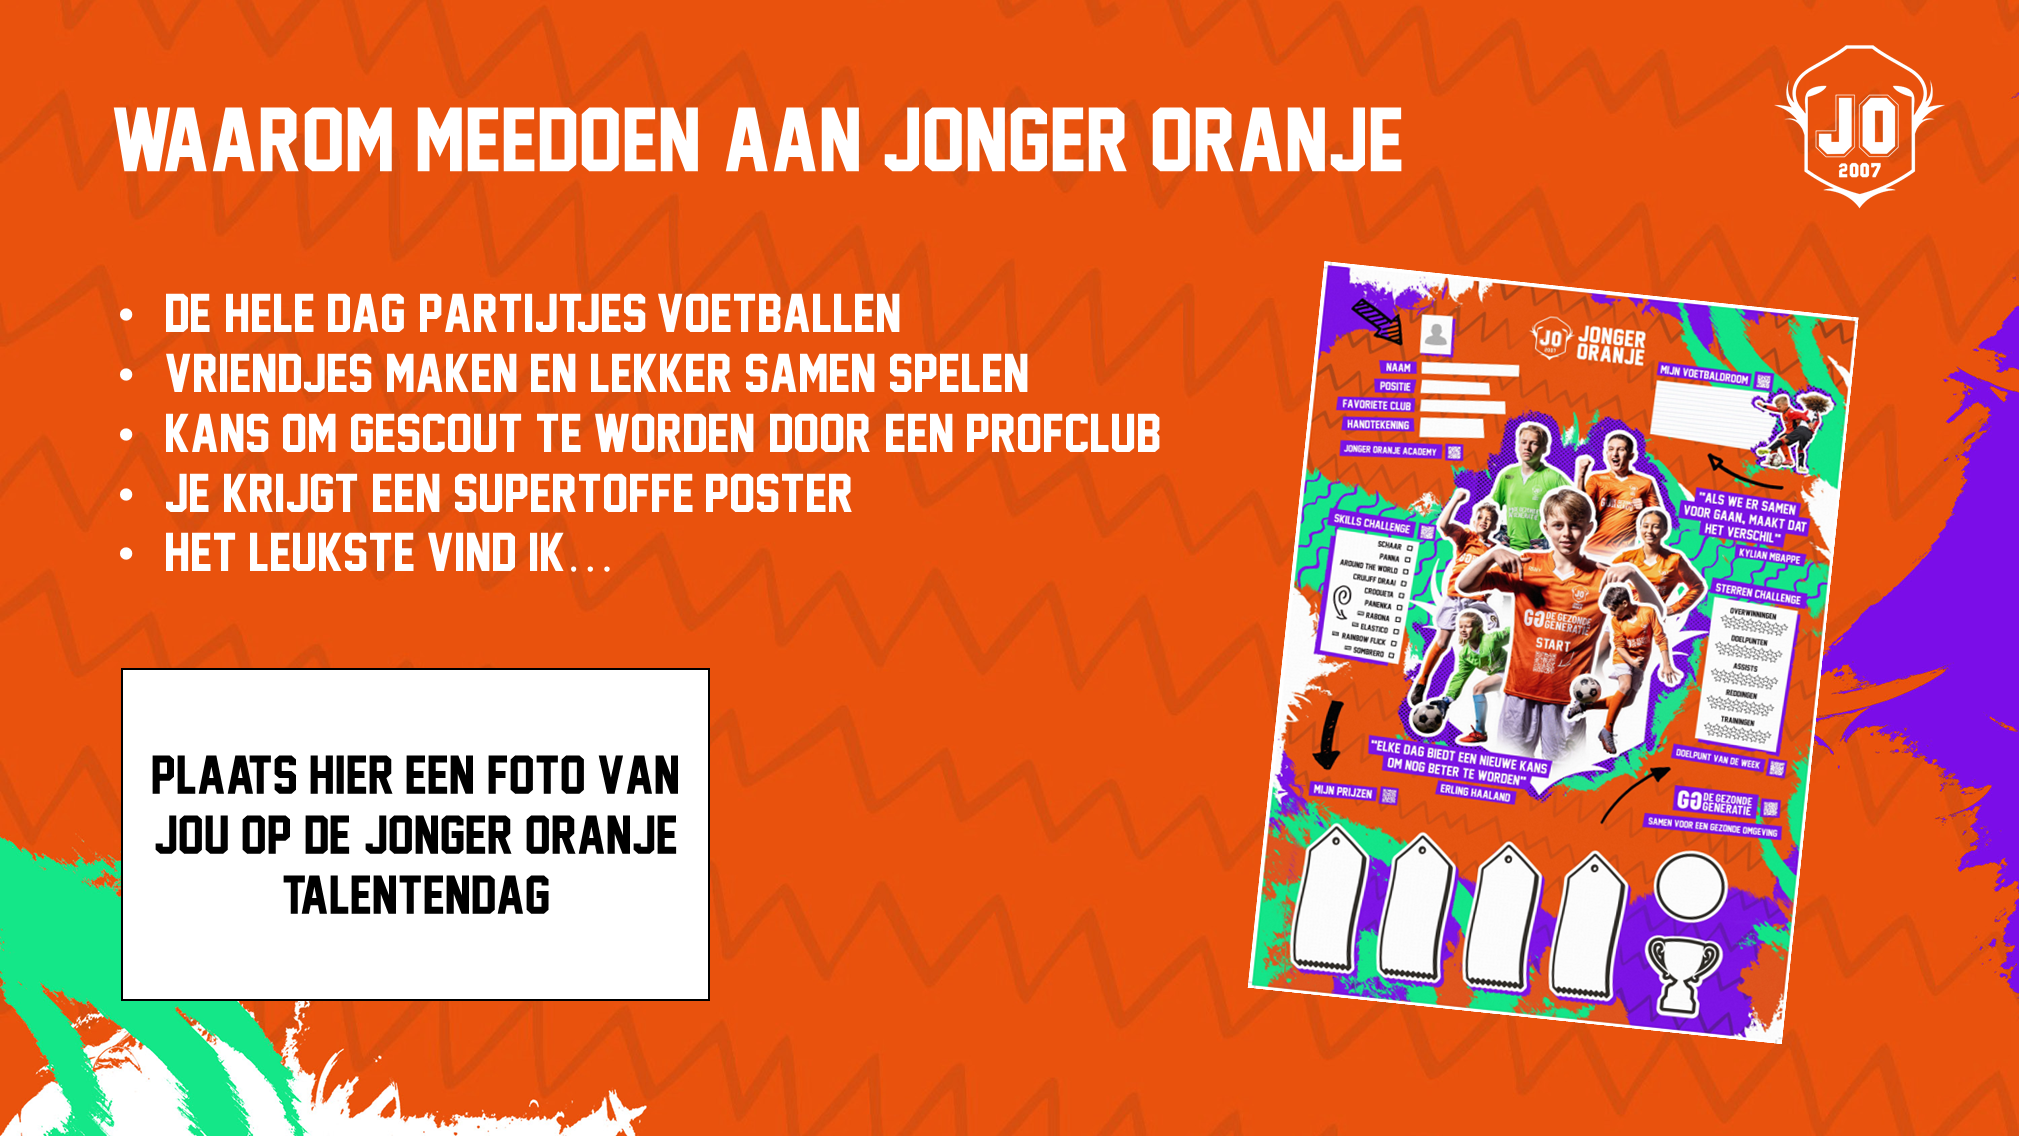 WAAROM MEEDOEN AAN JONGER ORANJE
JO
2007
• DE HELE DAG PARTIJTJES VOETBALLEN
• VRIENDJES MAKEN EN LEKKER SAMEN SPELEN
• KANS OM GESCOUT TE WORDEN DOOR EEN PROFCLUB
• JE KRIJGT EEN SUPERTOFFE POSTER
• HET LEUKSTE VIND IK...
PLAATS HIER EEN FOTO VAN
JOU OP DE JONGER ORANJE
TALENTENDAG
JO
JONGER
ORANJE
NAAM
POSITIE
FAVORIETE CLUB
HANDTEKENING
JONGER ORANJE ACADEMY
MIJN VOETBALDROOM
"ALS WE ER SAMEN
VOOR GAAN, MAAKT DAT
HET VERSCHIL"
KYLIAN MBAPPE
SKILLS CHALLENGE
SCHAAR
PANNA
AROUND THE WORLD
CRUIJFF DRAAI
CROQUETA
PANENKA
RABONA
ELASTICO
RAINBOW FLICK
SOMBRERO
STERREN CHALLENGE
OVERWINNINGEN
DOELPUNTEN
ASSISTS
REDDINGEN
TRAININGEN
DOELPUNT VAN DE WEEK
GG DE GEZONDE
GENERATIE
START
"ELKE DAG BIEDT EEN NIEUWE KANS
OM NOG BETER TE WORDEN"
ERLING HAALAND
MIJN PRIJZEN
GG DE GEZONDE
GENERATIE
SAMEN VOOR EEN GEZONDE OMGEVING